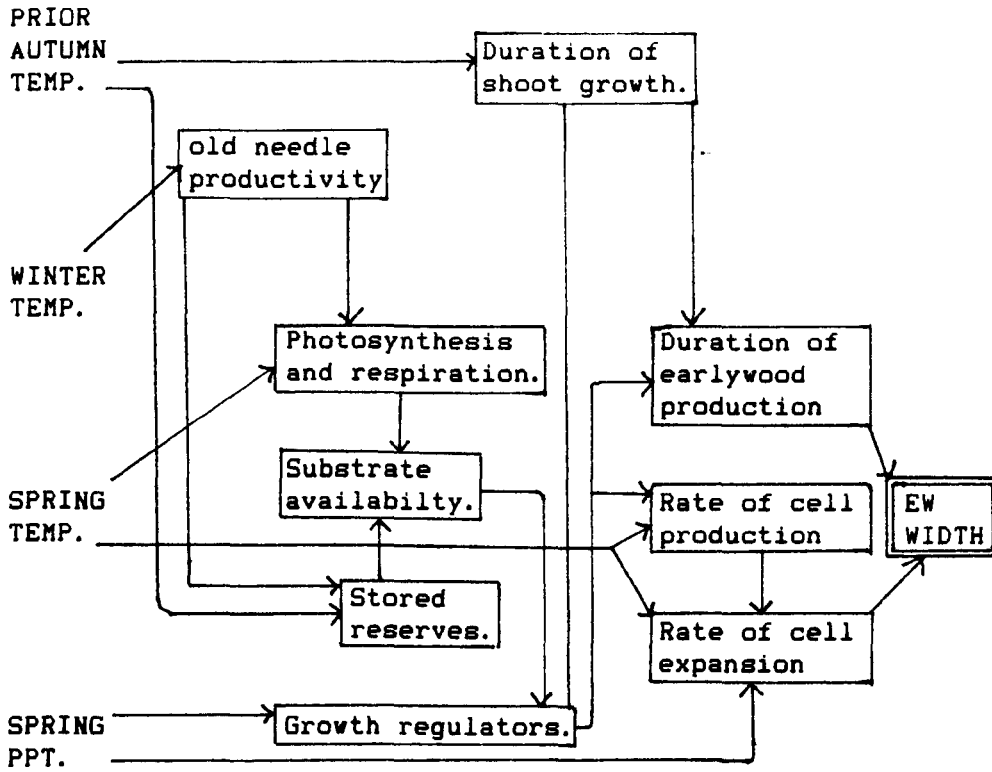 PRIOR
AUTUMN
TEMP.
Duration of
shoot growth.
old needle
productivity
WINTER
TEMP.
Photosynthesis
and respiration.
Duration of
earlywood
production
Substrate
availabilty.
SPRING
TEMP.
Rate of cell
production
EW
WIDTH
Stored
reserves.
Rate of cell
expansion
SPRING
PPT.
Growth regulators.